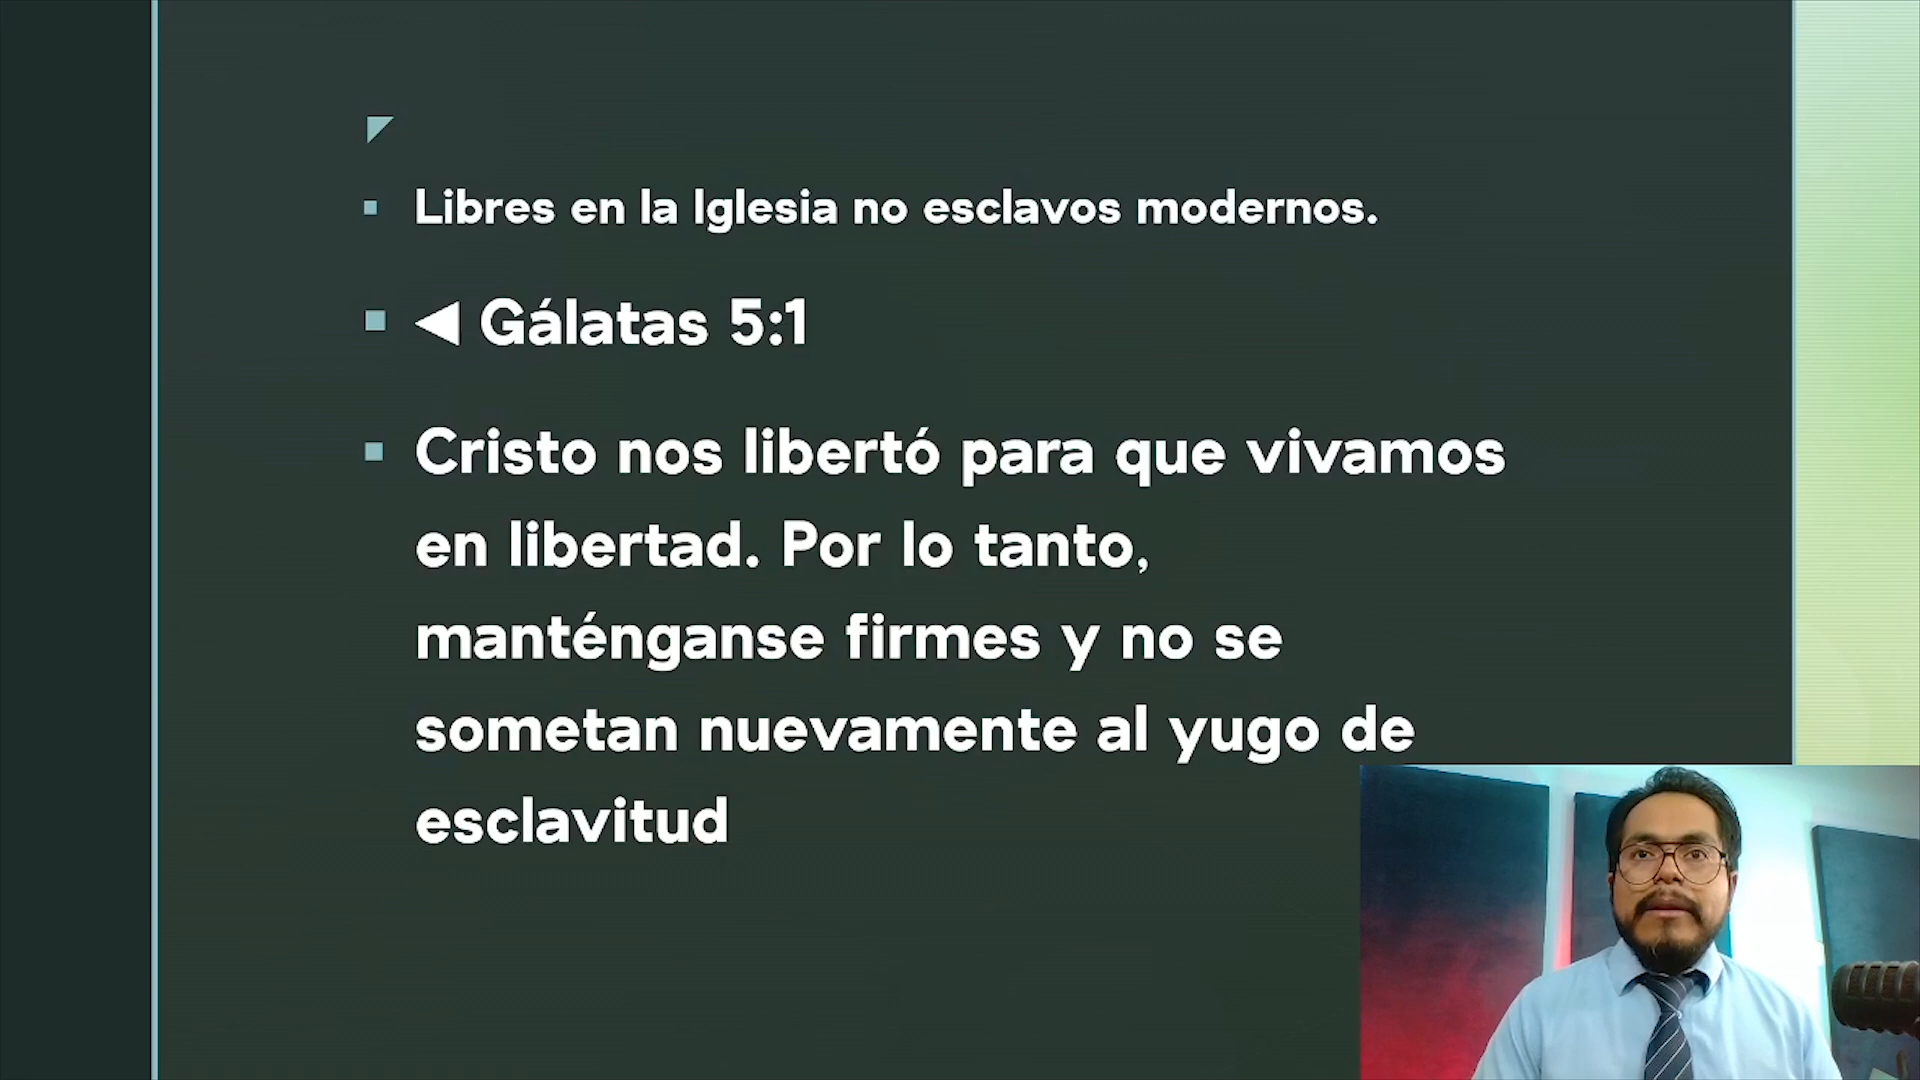 Libres en la Iglesia no esclavos modernos.
◀ Gálatas 5:1
Cristo nos libertó para que vivamos
en libertad. Por lo tanto,
manténganse firmes y no se
sometan nuevamente al yugo de
esclavitud